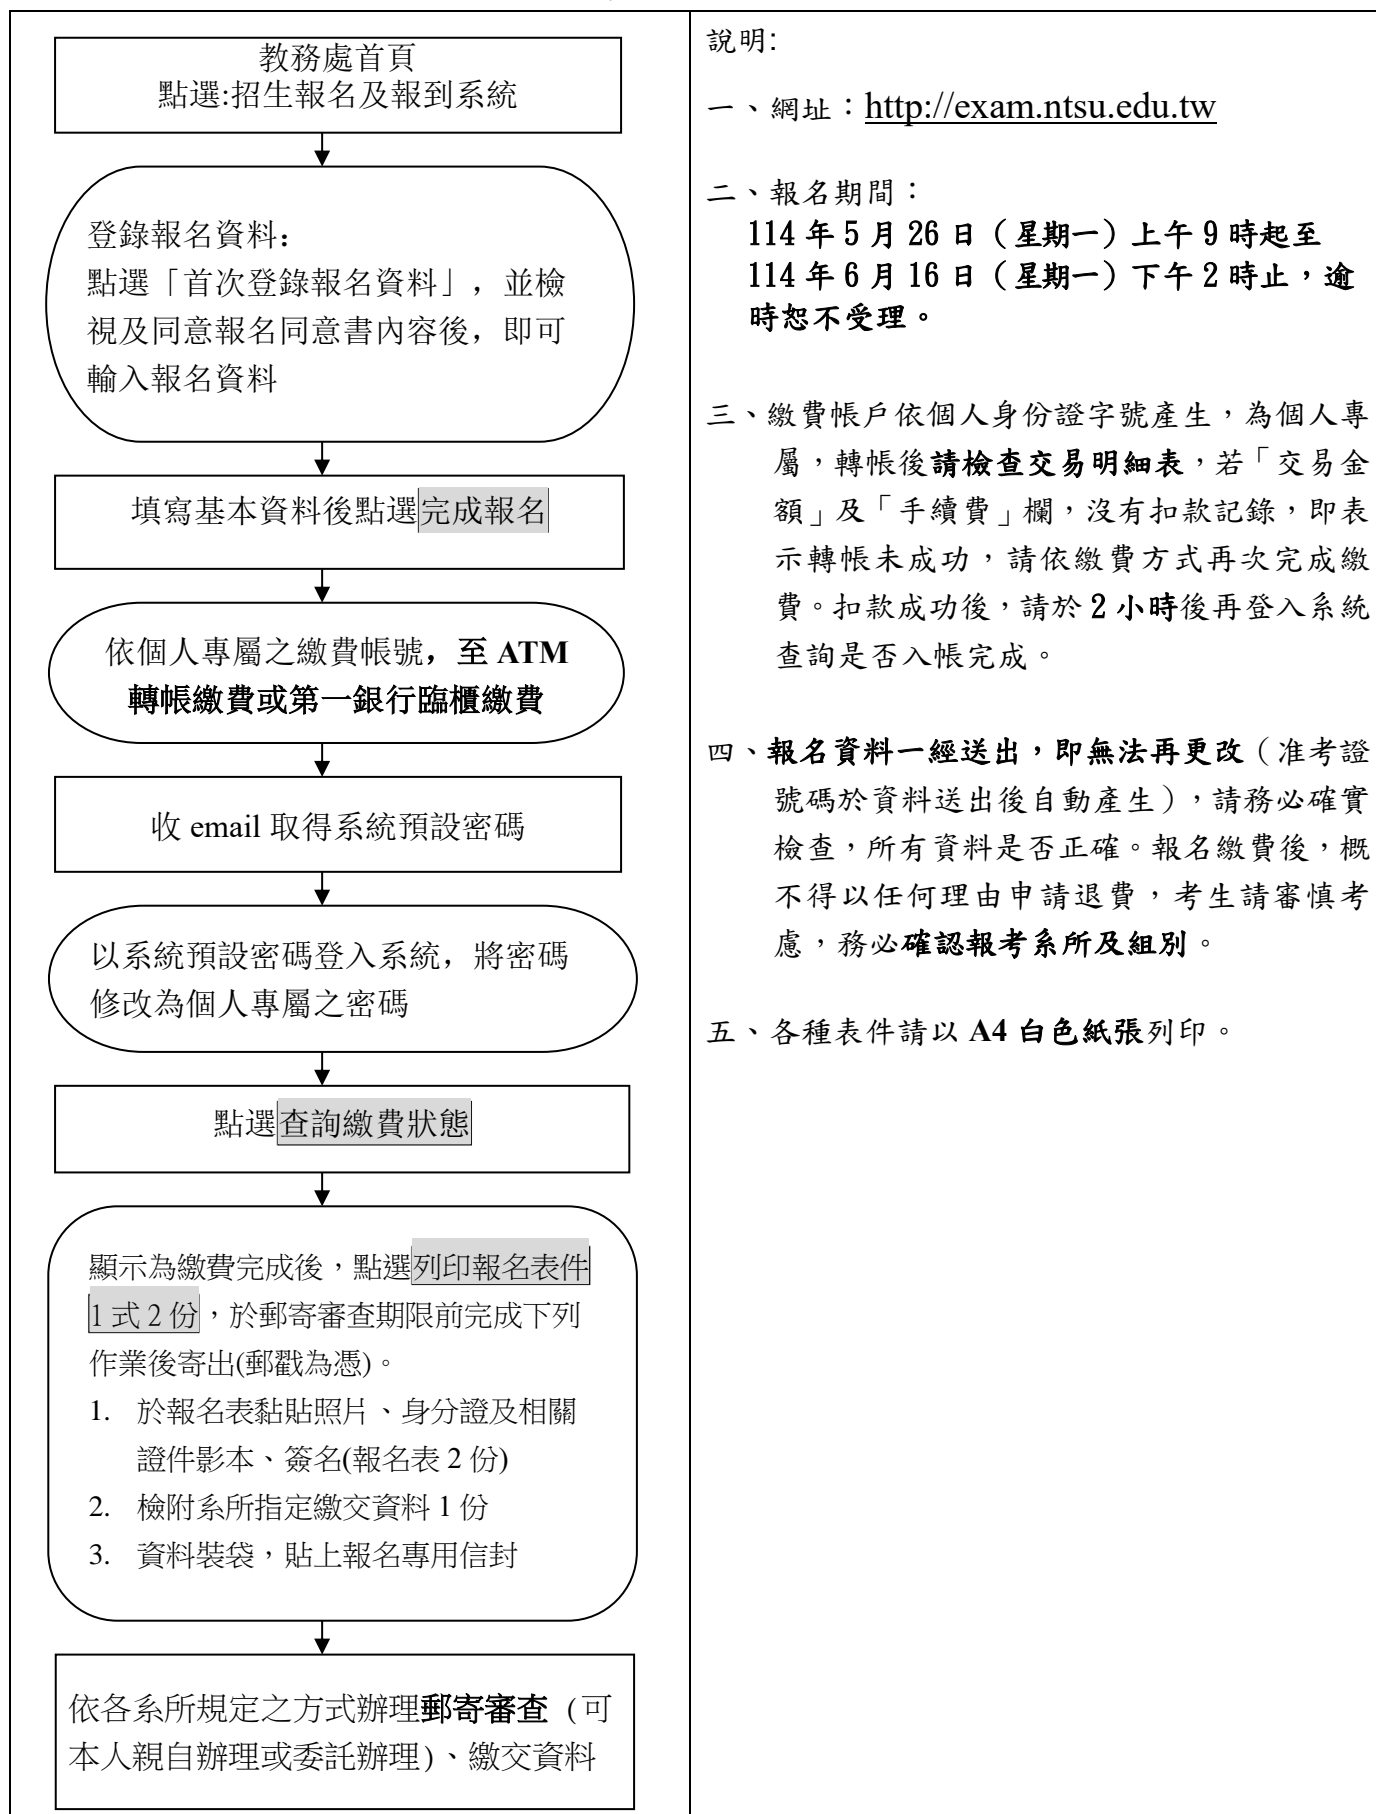 教務處首頁
點選:招生報名及報到系統
登錄報名資料：
點選「首次登錄報名資料」，並檢
視及同意報名同意書內容後，即可
輸入報名資料
填寫基本資料後點選完成報名
依個人專屬之繳費帳號，至 ATM
轉帳繳費或第一銀行臨櫃繳費
收 email 取得系統預設密碼
以系統預設密碼登入系統，將密碼
修改為個人專屬之密碼
點選查詢繳費狀態
顯示為繳費完成後，點選列印報名表件
1 式 2 份，於郵寄審查期限前完成下列
作業後寄出(郵戳為憑)。
1. 於報名表黏貼照片、身分證及相關
證件影本、簽名(報名表 2 份)
2. 檢附系所指定繳交資料 1 份
3. 資料裝袋，貼上報名專用信封
依各系所規定之方式辦理郵寄審查（可
本人親自辦理或委託辦理)、繳交資料
說明:
一、網址：http://exam.ntsu.edu.tw
二、報名期間：
114 年 5 月 26 日（星期一）上午 9 時起至
114 年 6 月 16 日（星期一）下午 2 時止，逾
時恕不受理。
三、繳費帳戶依個人身份證字號產生，為個人專
屬，轉帳後請檢查交易明細表，若「交易金
額」及「手續費」欄，沒有扣款記錄，即表
示轉帳未成功，請依繳費方式再次完成繳
費。扣款成功後，請於 2 小時後再登入系統
查詢是否入帳完成。
四、報名資料一經送出，即無法再更改（准考證
號碼於資料送出後自動產生），請務必確實
檢查，所有資料是否正確。報名繳費後，概
不得以任何理由申請退費，考生請審慎考
慮，務必確認報考系所及組別。
五、各種表件請以 A4 白色紙張列印。